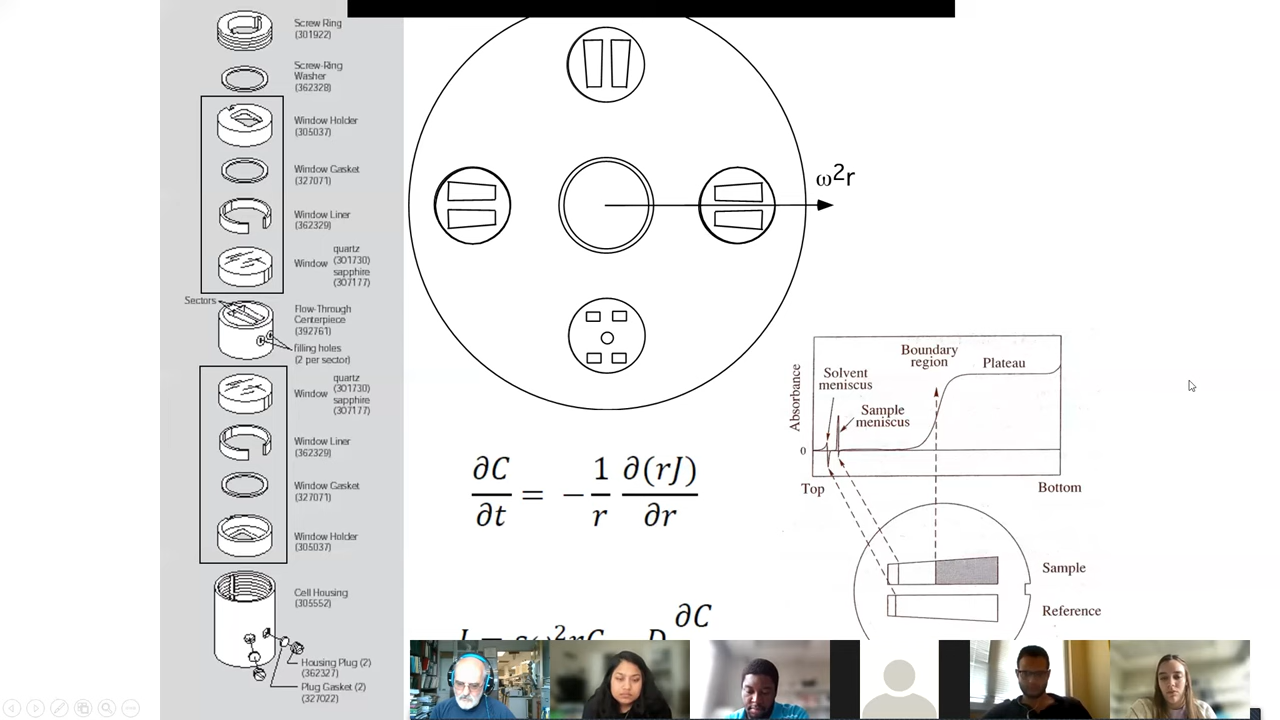 Screw Ring
(301922)
Screw-Ring
Washer
(362328)
Window Holder
(305037)
Window Gasket
(327071)
Window Liner
(362329)
quartz
(301730)
Window
sapphire
(307177)
Sectors
Flow-Through
Centerpiece
(392761)
filling holes
(2 per sector)
quartz
(301730)
Window
sapphire
(307177)
Window Liner
(362329)
Window Gasket
(327071)
Window Holder
(305037)
Cell Housing
(305552)
Housing Plug (2)
(362327)
Plug Gasket (2)
(327022)
ω²r
∂C/∂t = − 1/r ∂(rJ)/∂r
∂C
Absorbance
Boundary
region
Plateau
Solvent
meniscus
Sample
meniscus
0
Top
Bottom
Sample
Reference